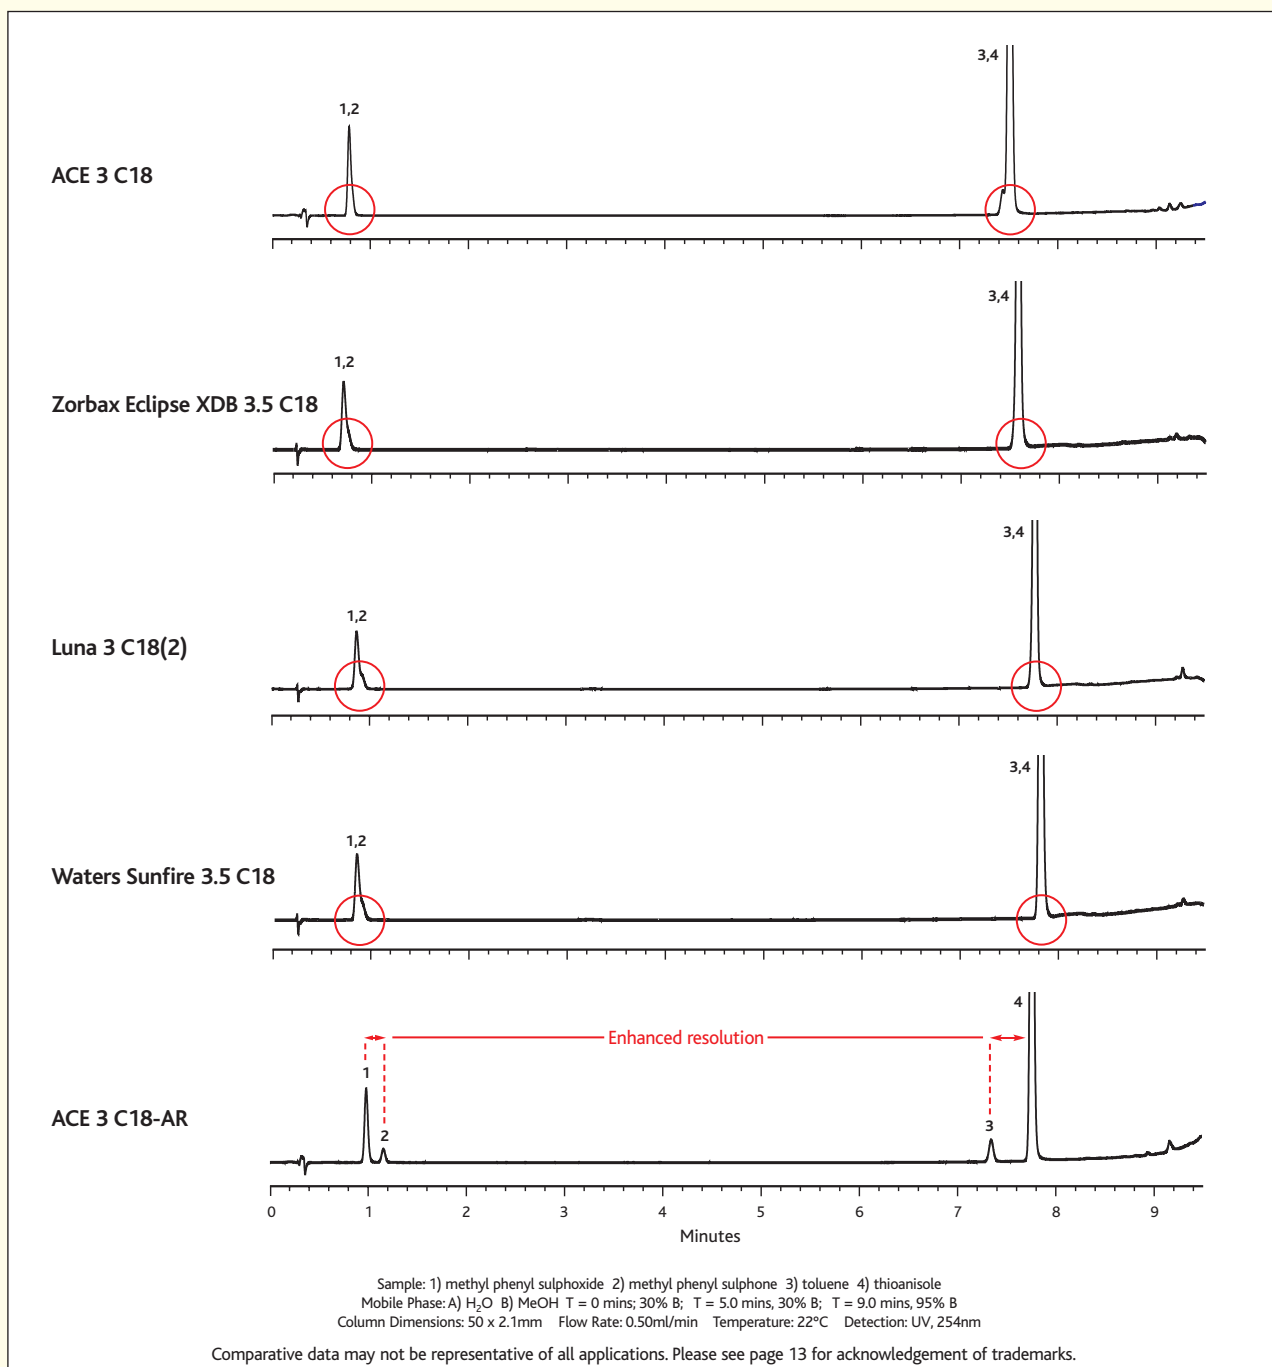 3,4
1,2
ACE 3 C18
3,4
1,2
Zorbax Eclipse XDB 3.5 C18
3,4
1,2
Luna 3 C18(2)
3,4
1,2
Waters Sunfire 3.5 C18
4
Enhanced resolution
1
2
3
ACE 3 C18-AR
0 1 2 3 4 5 6 7 8 9
Minutes
Sample: 1) methyl phenyl sulphoxide 2) methyl phenyl sulphone 3) toluene 4) thioanisole
Mobile Phase: A) H₂O B) MeOH T = 0 mins; 30% B; T = 5.0 mins, 30% B; T = 9.0 mins, 95% B
Column Dimensions: 50 x 2.1mm Flow Rate: 0.50ml/min Temperature: 22ºC Detection: UV, 254nm
Comparative data may not be representative of all applications. Please see page 13 for acknowledgement of trademarks.